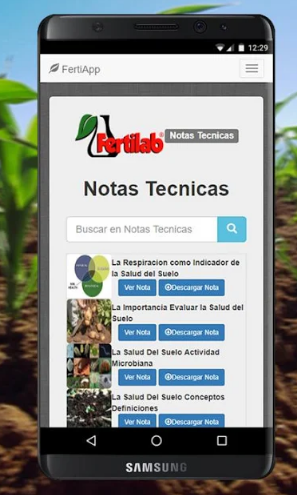 12:29
FertiApp
Fertilab Notas Tecnicas
Notas Tecnicas
Buscar en Notas Tecnicas
La Respiracion como Indicador de
la Salud del Suelo
Ver Nota Descargar Nota
La Importancia Evaluar la Salud del
Suelo
Ver Nota Descargar Nota
La Salud Del Suelo Actividad
Microbiana
Ver Nota Descargar Nota
La Salud Del Suelo Conceptos
Definiciones
Ver Nota Descargar Nota
SAMSUNG